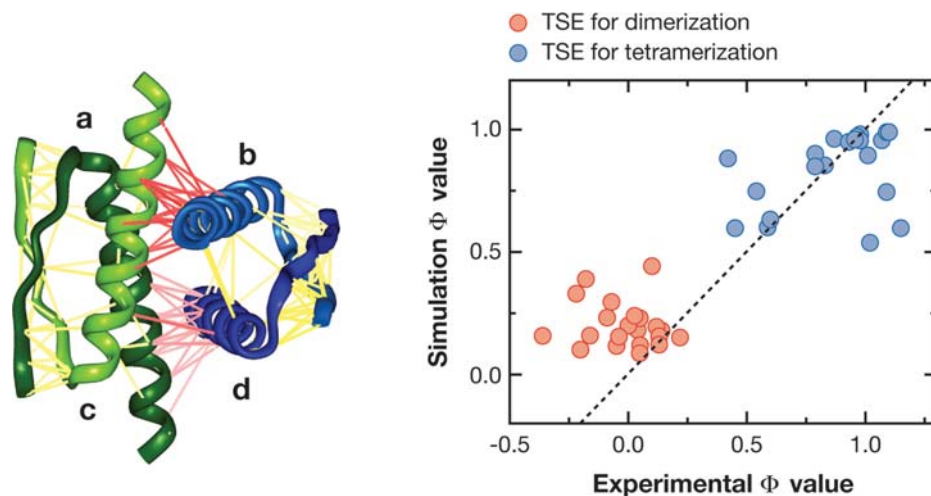 TSE for dimerization
TSE for tetramerization
a
b
c
d
Simulation Φ value
1.0
0.5
0.0
-0.5
0.0
0.5
1.0
Experimental Φ value